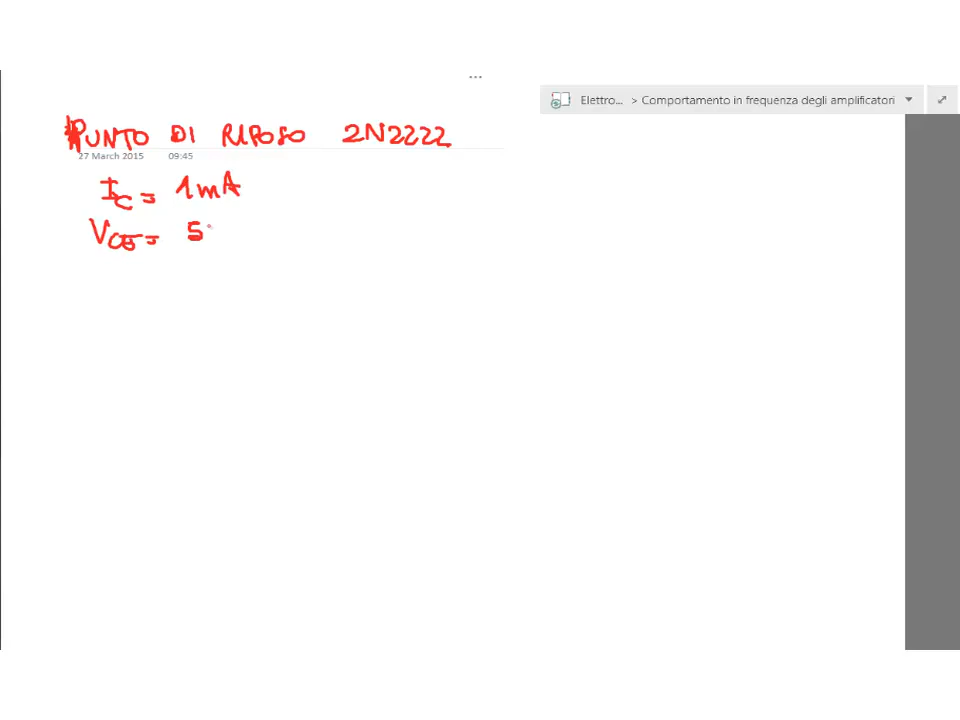 ...
Elettro... > Comportamento in frequenza degli amplificatori
PUNTO DI RIPOSO 2N2222
27 March 2015 09:45
IC = 1mA
VCE = 5